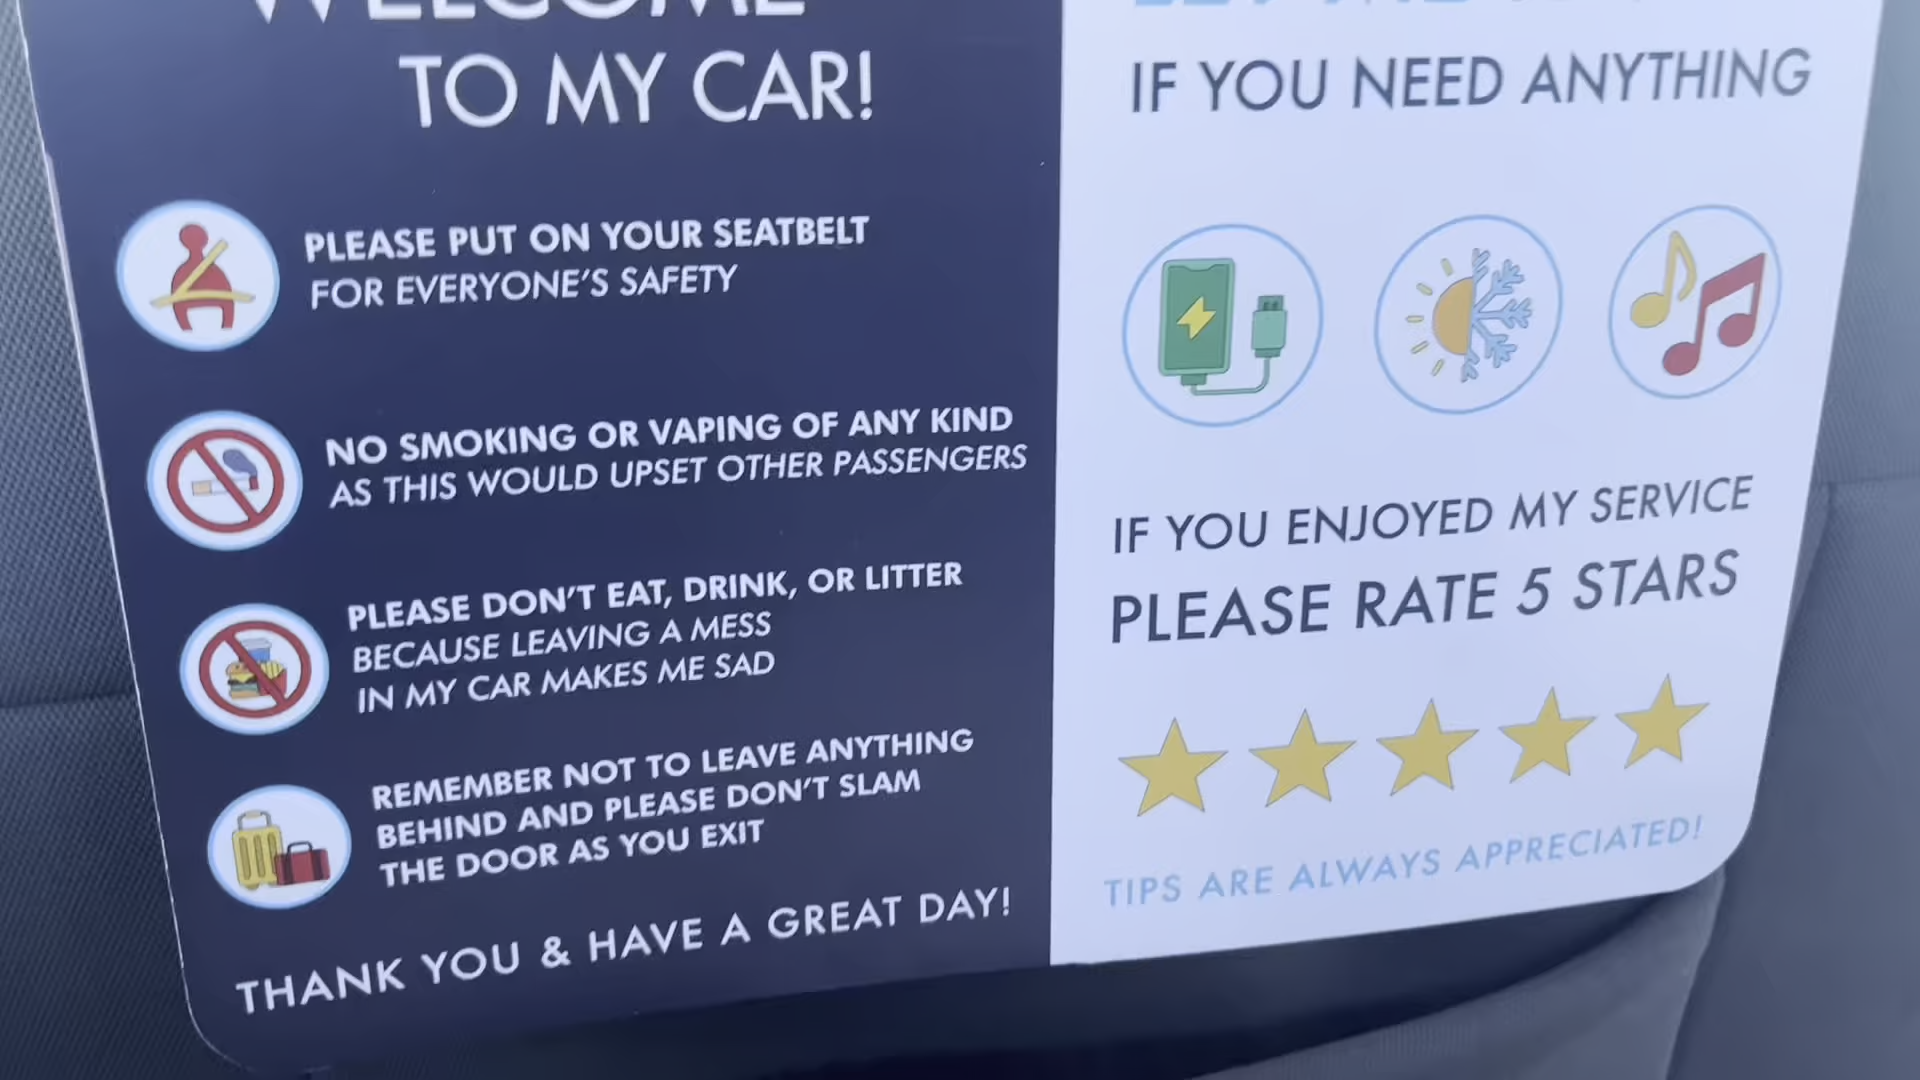 WELCOME
TO MY CAR!
PLEASE PUT ON YOUR SEATBELT
FOR EVERYONE'S SAFETY
NO SMOKING OR VAPING OF ANY KIND
AS THIS WOULD UPSET OTHER PASSENGERS
PLEASE DON'T EAT, DRINK, OR LITTER
BECAUSE LEAVING A MESS
IN MY CAR MAKES ME SAD
REMEMBER NOT TO LEAVE ANYTHING
BEHIND AND PLEASE DON'T SLAM
THE DOOR AS YOU EXIT
THANK YOU & HAVE A GREAT DAY!
IF YOU NEED ANYTHING
IF YOU ENJOYED MY SERVICE
PLEASE RATE 5 STARS
TIPS ARE ALWAYS APPRECIATED!